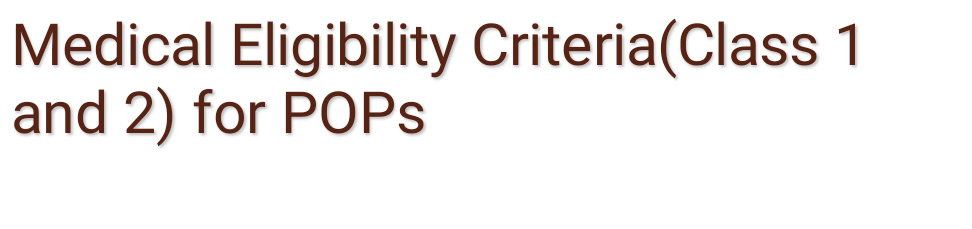 Medical Eligibility Criteria(Class 1
and 2) for POPs